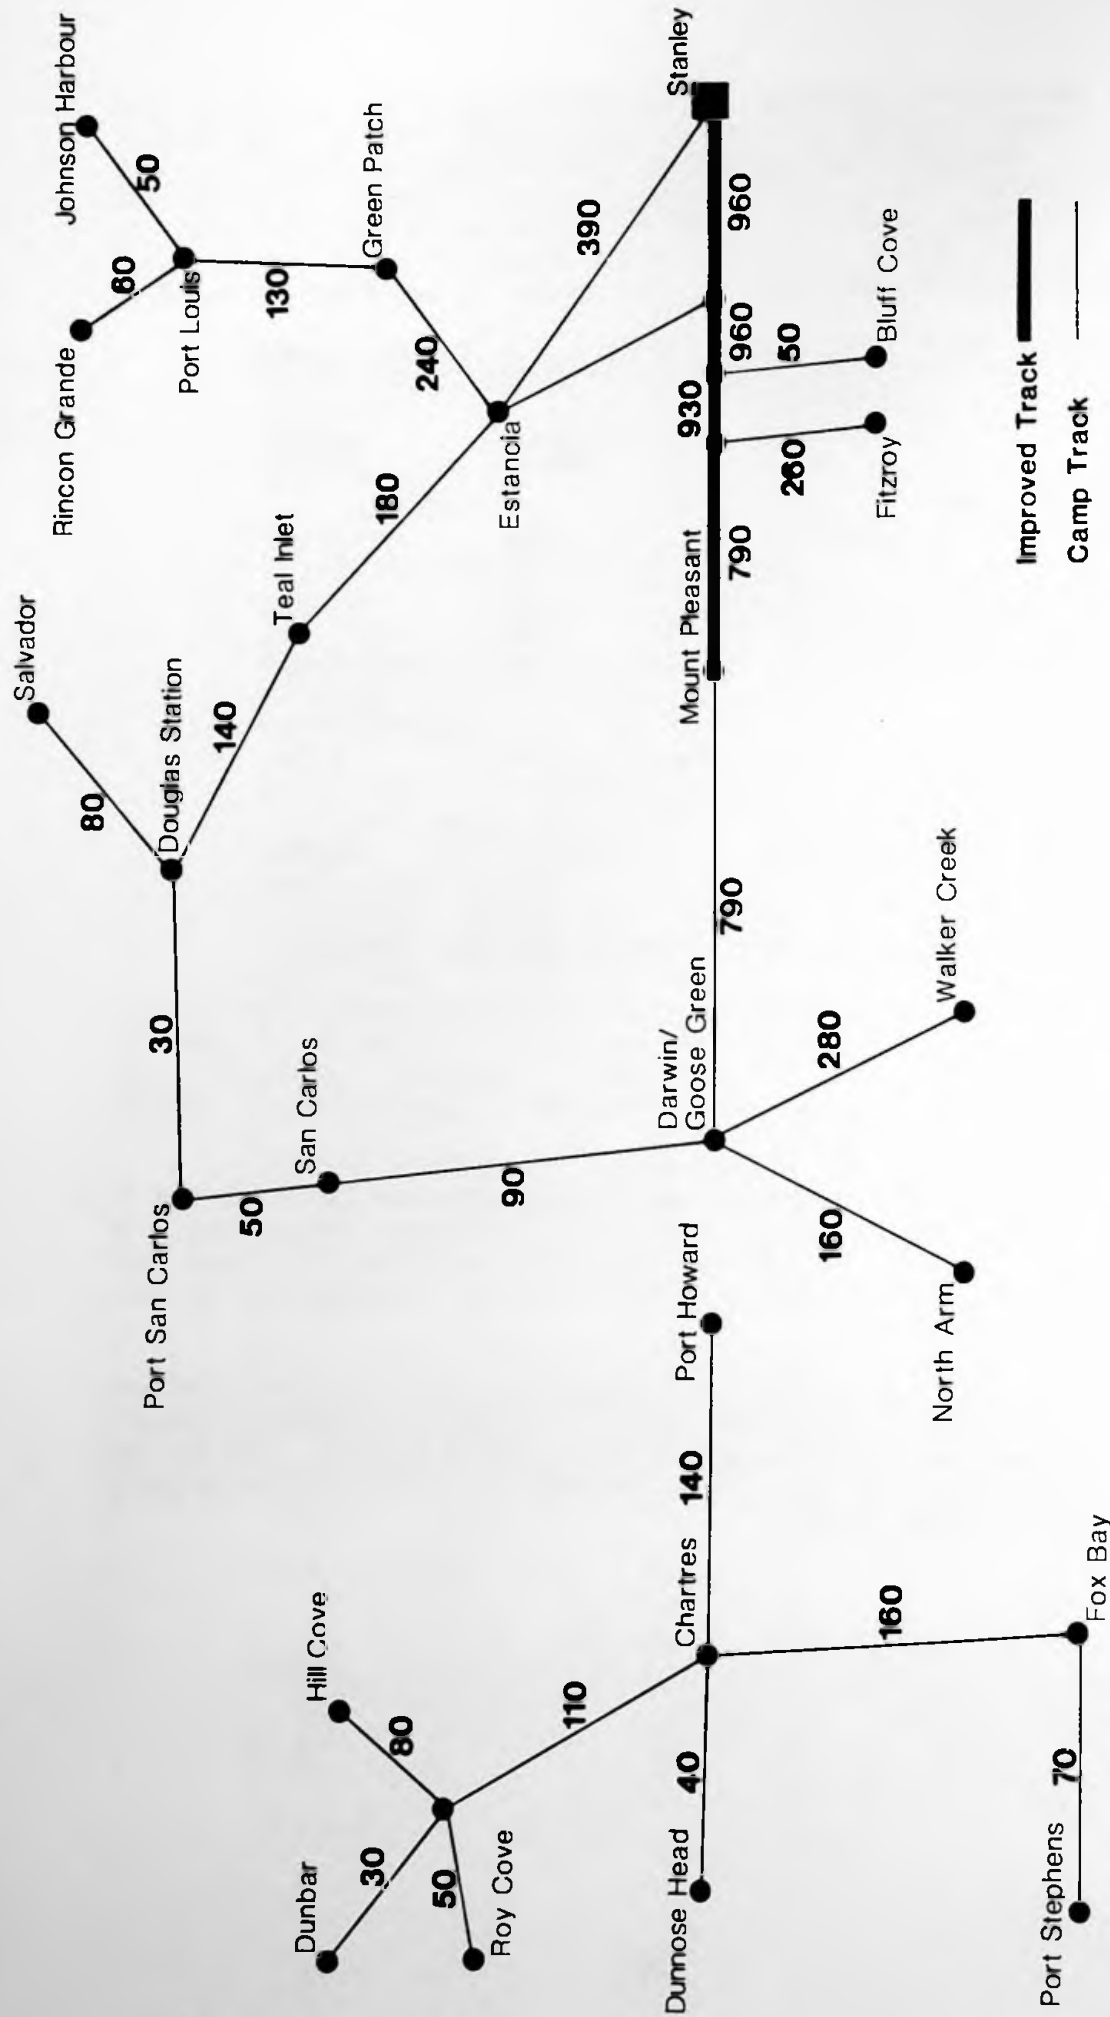 Johnson Harbour
50
Rincon Grande
60
Port Louis
130
Green Patch
240
Stanley
390
Estancia
960
960
50
Bluff Cove
930
260
Fitzroy
790
Mount Pleasant
Salvador
80
Douglas Station
140
Teal Inlet
180
30
Port San Carlos
50
San Carlos
90
Darwin/
Goose Green
790
280
Walker Creek
160
North Arm
Port Howard
140
Chartres
110
Hill Cove
80
Dunbar
30
50
Roy Cove
40
Dunnose Head
160
Fox Bay
70
Port Stephens
Improved Track
Camp Track